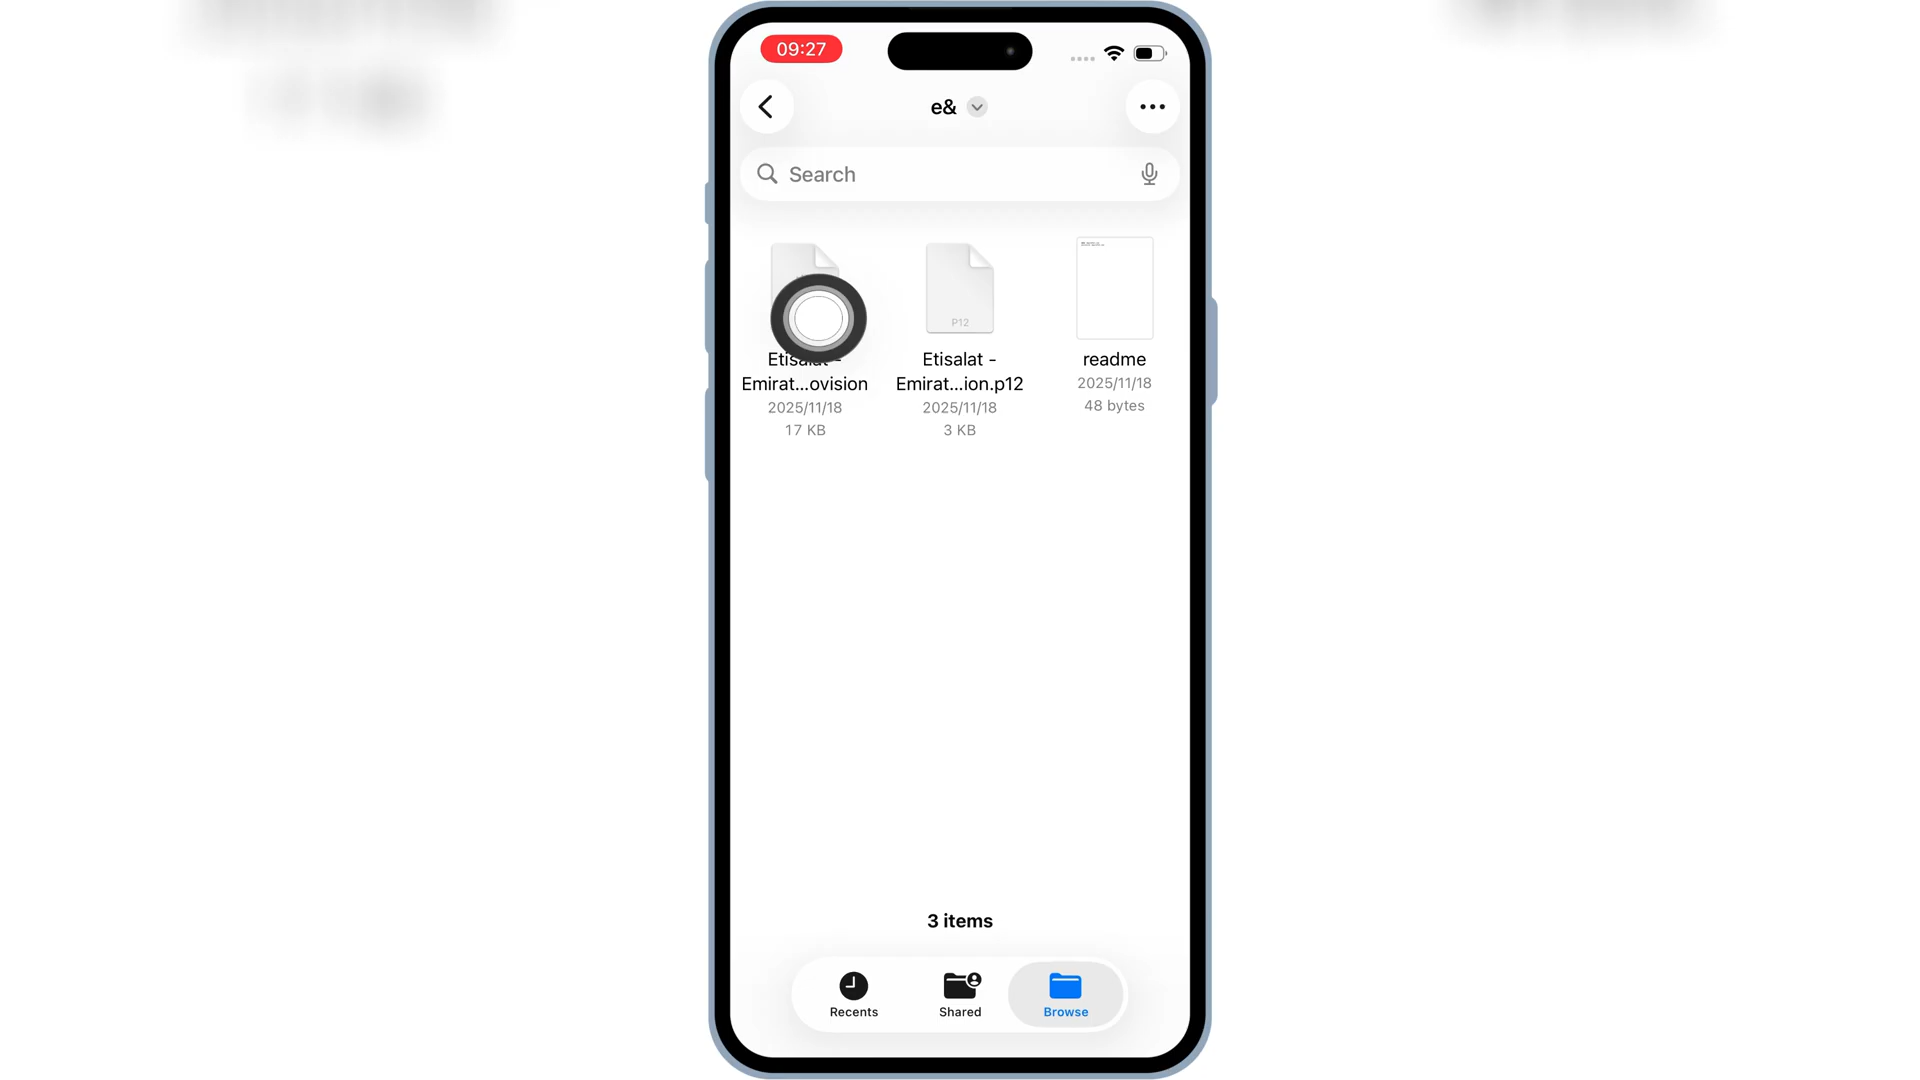 09:27
e&
Search
P12
Etisalat -
Emirat...ovision
2025/11/18
17 KB
Etisalat -
Emirat...ion.p12
2025/11/18
3 KB
readme
2025/11/18
48 bytes
3 items
Recents
Shared
Browse